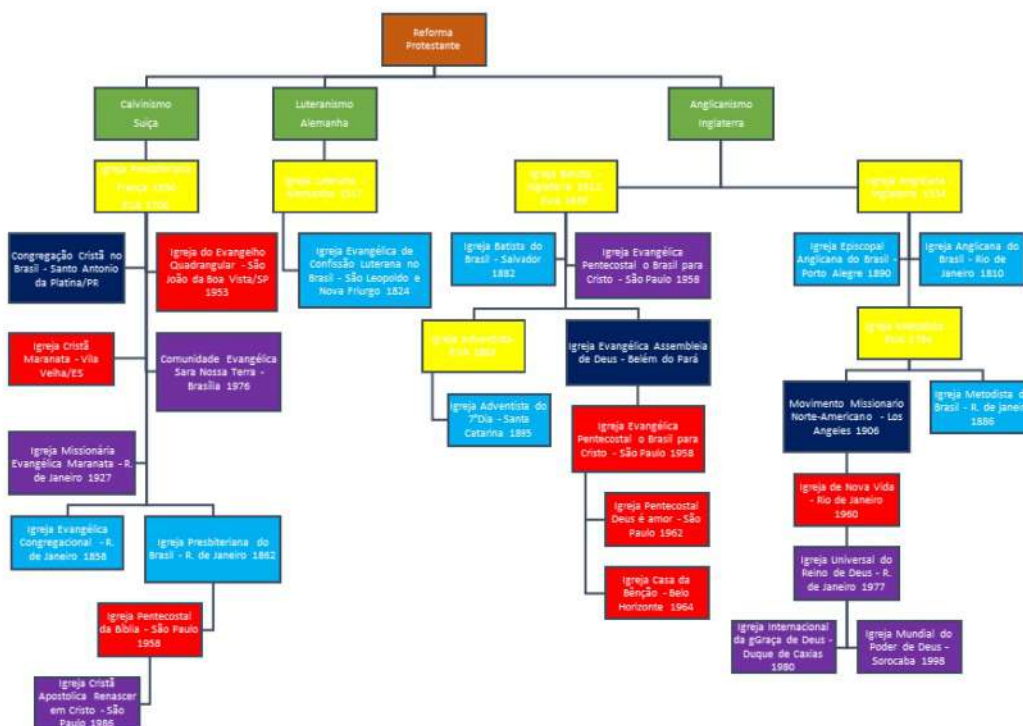 Reforma
Protestante
Calvinismo
Suiça
Luteranismo
Alemanha
Anglicanismo
Inglaterra
Igreja Presbiteriana
França
EUA 1706
Igreja Luterana -
Alemanha 1517
Igreja Batista -
Inglaterra 1612,
EUA
Igreja Anglicana -
Inglaterra 1534
Congregação Cristã no
Brasil - Santo Antonio
da Platina/PR
Igreja do Evangelho
Quadrangular - São
João da Boa Vista/SP
1953
Igreja Evangélica de
Confissão Luterana no
Brasil - São Leopoldo e
Nova Friurgo 1824
Igreja Batista do
Brasil - Salvador
1882
Igreja Evangélica
Pentecostal o Brasil para
Cristo - São Paulo 1958
Igreja Episcopal
Anglicana do Brasil -
Porto Alegre 1890
Igreja Anglicana do
Brasil - Rio de
Janeiro 1810
Igreja Cristã
Maranata - Vila
Velha/ES
Comunidade Evangélica
Sara Nossa Terra -
Brasília 1976
Igreja Adventista-
EUA
Igreja Evangélica Assembleia
de Deus - Belém do Pará
Igreja Metodista -
EUA
Igreja Adventista do
7°Dia - Santa
Catarina 1895
Movimento Missionario
Norte-Americano - Los
Angeles 1906
Igreja Metodista do
Brasil - R. de janeiro
1886
Igreja Missionária
Evangélica Maranata - R.
de Janeiro 1927
Igreja Evangélica
Pentecostal o Brasil para
Cristo - São Paulo 1958
Igreja de Nova Vida
- Rio de Janeiro
1960
Igreja Evangélica
Congregacional - R.
de Janeiro 1858
Igreja Presbiteriana do
Brasil - R. de Janeiro 1862
Igreja Pentecostal
Deus é amor - São
Paulo 1962
Igreja Universal do
Reino de Deus - R.
de Janeiro 1977
Igreja Pentecostal
da Bíblia - São Paulo
1958
Igreja Casa da
Bênção - Belo
Horizonte 1964
Igreja Internacional
da gGraça de Deus -
Duque de Caxias
1980
Igreja Mundial do
Poder de Deus -
Sorocaba 1998
Igreja Cristã
Apostolica Renascer
em Cristo - São
Paulo 1986